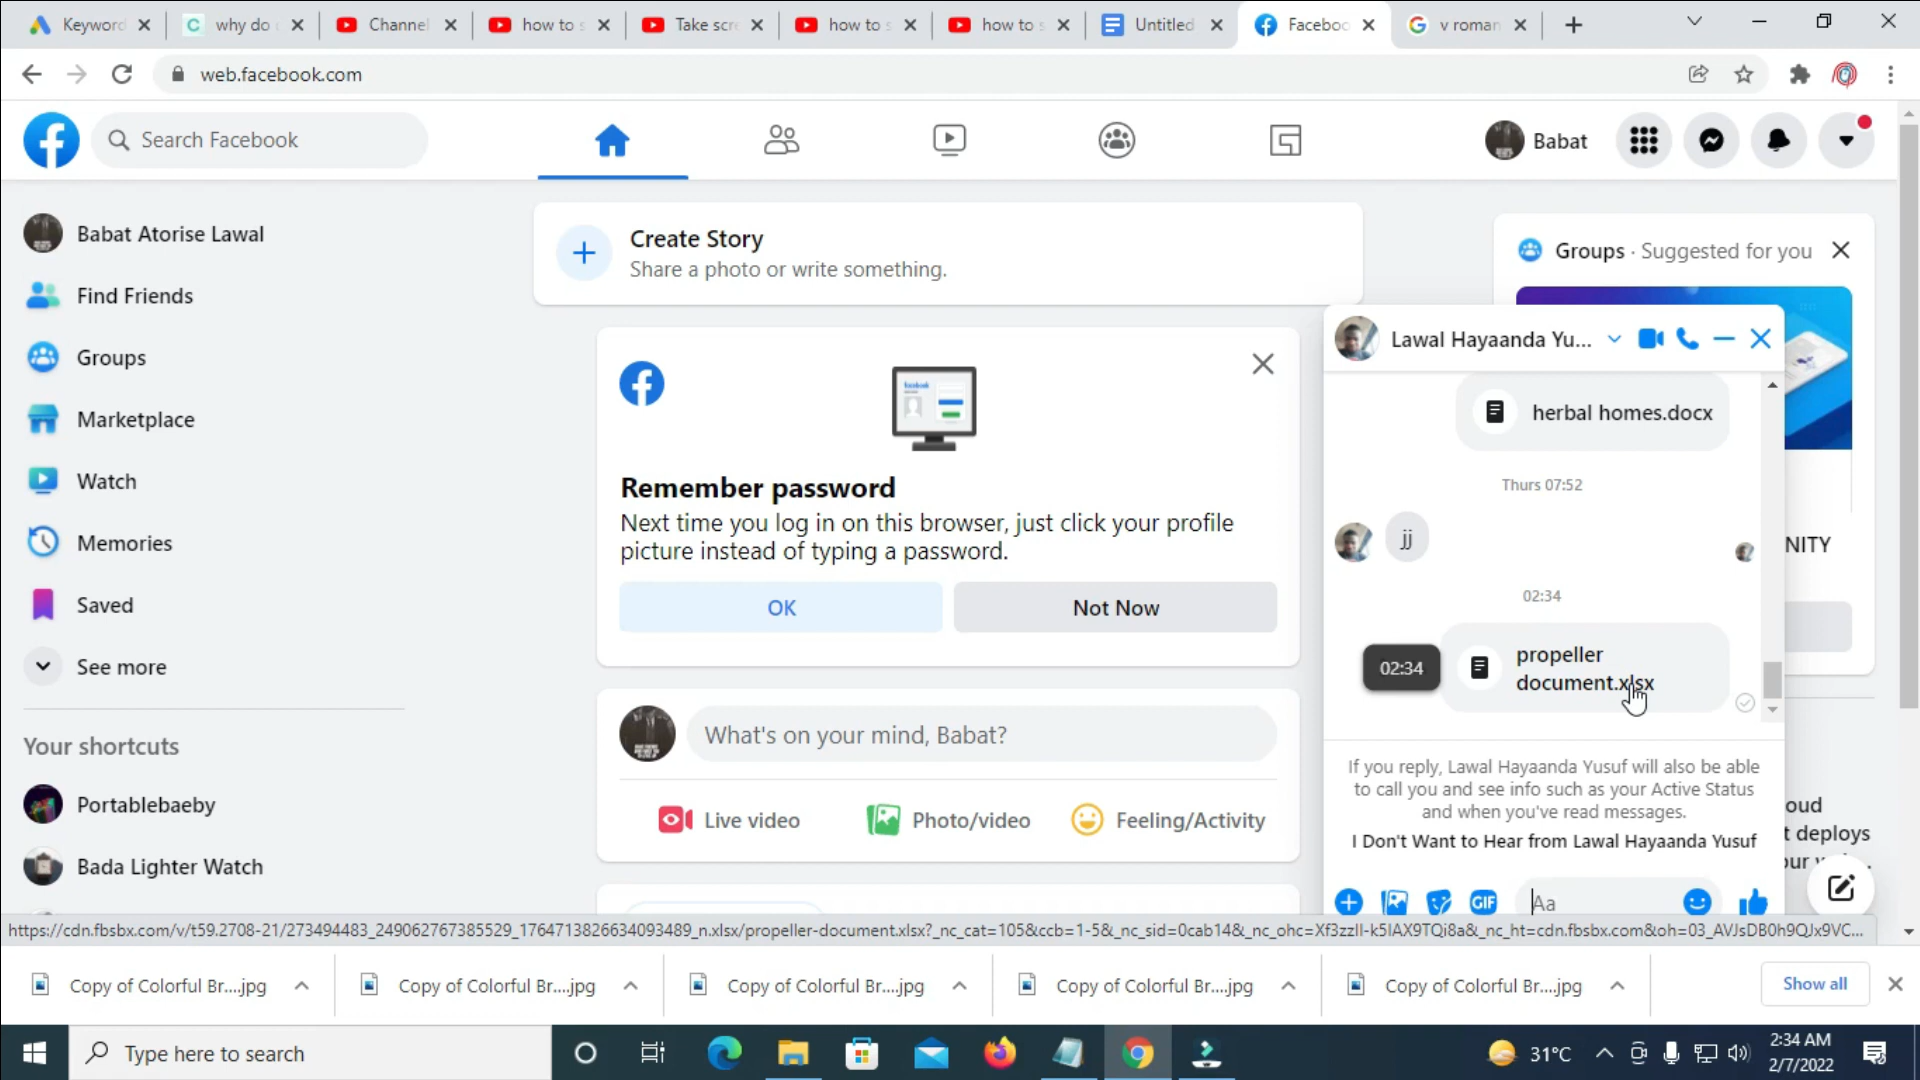 Keyword
why do
Channel
how to s
Take scre
how to s
how to s
Untitled
Faceboo
v roman
web.facebook.com
Search Facebook
Babat
Babat Atorise Lawal
Find Friends
Groups
Marketplace
Watch
Memories
Saved
See more
Your shortcuts
Portablebaeby
Bada Lighter Watch
Create Story
Share a photo or write something.
Remember password
Next time you log in on this browser, just click your profile
picture instead of typing a password.
OK
Not Now
What's on your mind, Babat?
Live video
Photo/video
Feeling/Activity
Groups · Suggested for you
NITY
oud
t deploys
Lawal Hayaanda Yu...
herbal homes.docx
Thurs 07:52
jj
02:34
02:34
propeller
document.xlsx
If you reply, Lawal Hayaanda Yusuf will also be able
to call you and see info such as your Active Status
and when you've read messages.
I Don't Want to Hear from Lawal Hayaanda Yusuf
GIF
Aa
https://cdn.fbsbx.com/v/t59.2708-21/273494483_249062767385529_1764713826634093489_n.xlsx/propeller-document.xlsx?_nc_cat=105&ccb=1-5&_nc_sid=0cab14&_nc_ohc=Xf3zzII-k5IAX9TQi8a&_nc_ht=cdn.fbsbx.com&oh=03_AVJsDB0h9QJx9VC...
Copy of Colorful Br....jpg
Copy of Colorful Br....jpg
Copy of Colorful Br....jpg
Copy of Colorful Br....jpg
Copy of Colorful Br....jpg
Show all
Type here to search
31°C
2:34 AM
2/7/2022